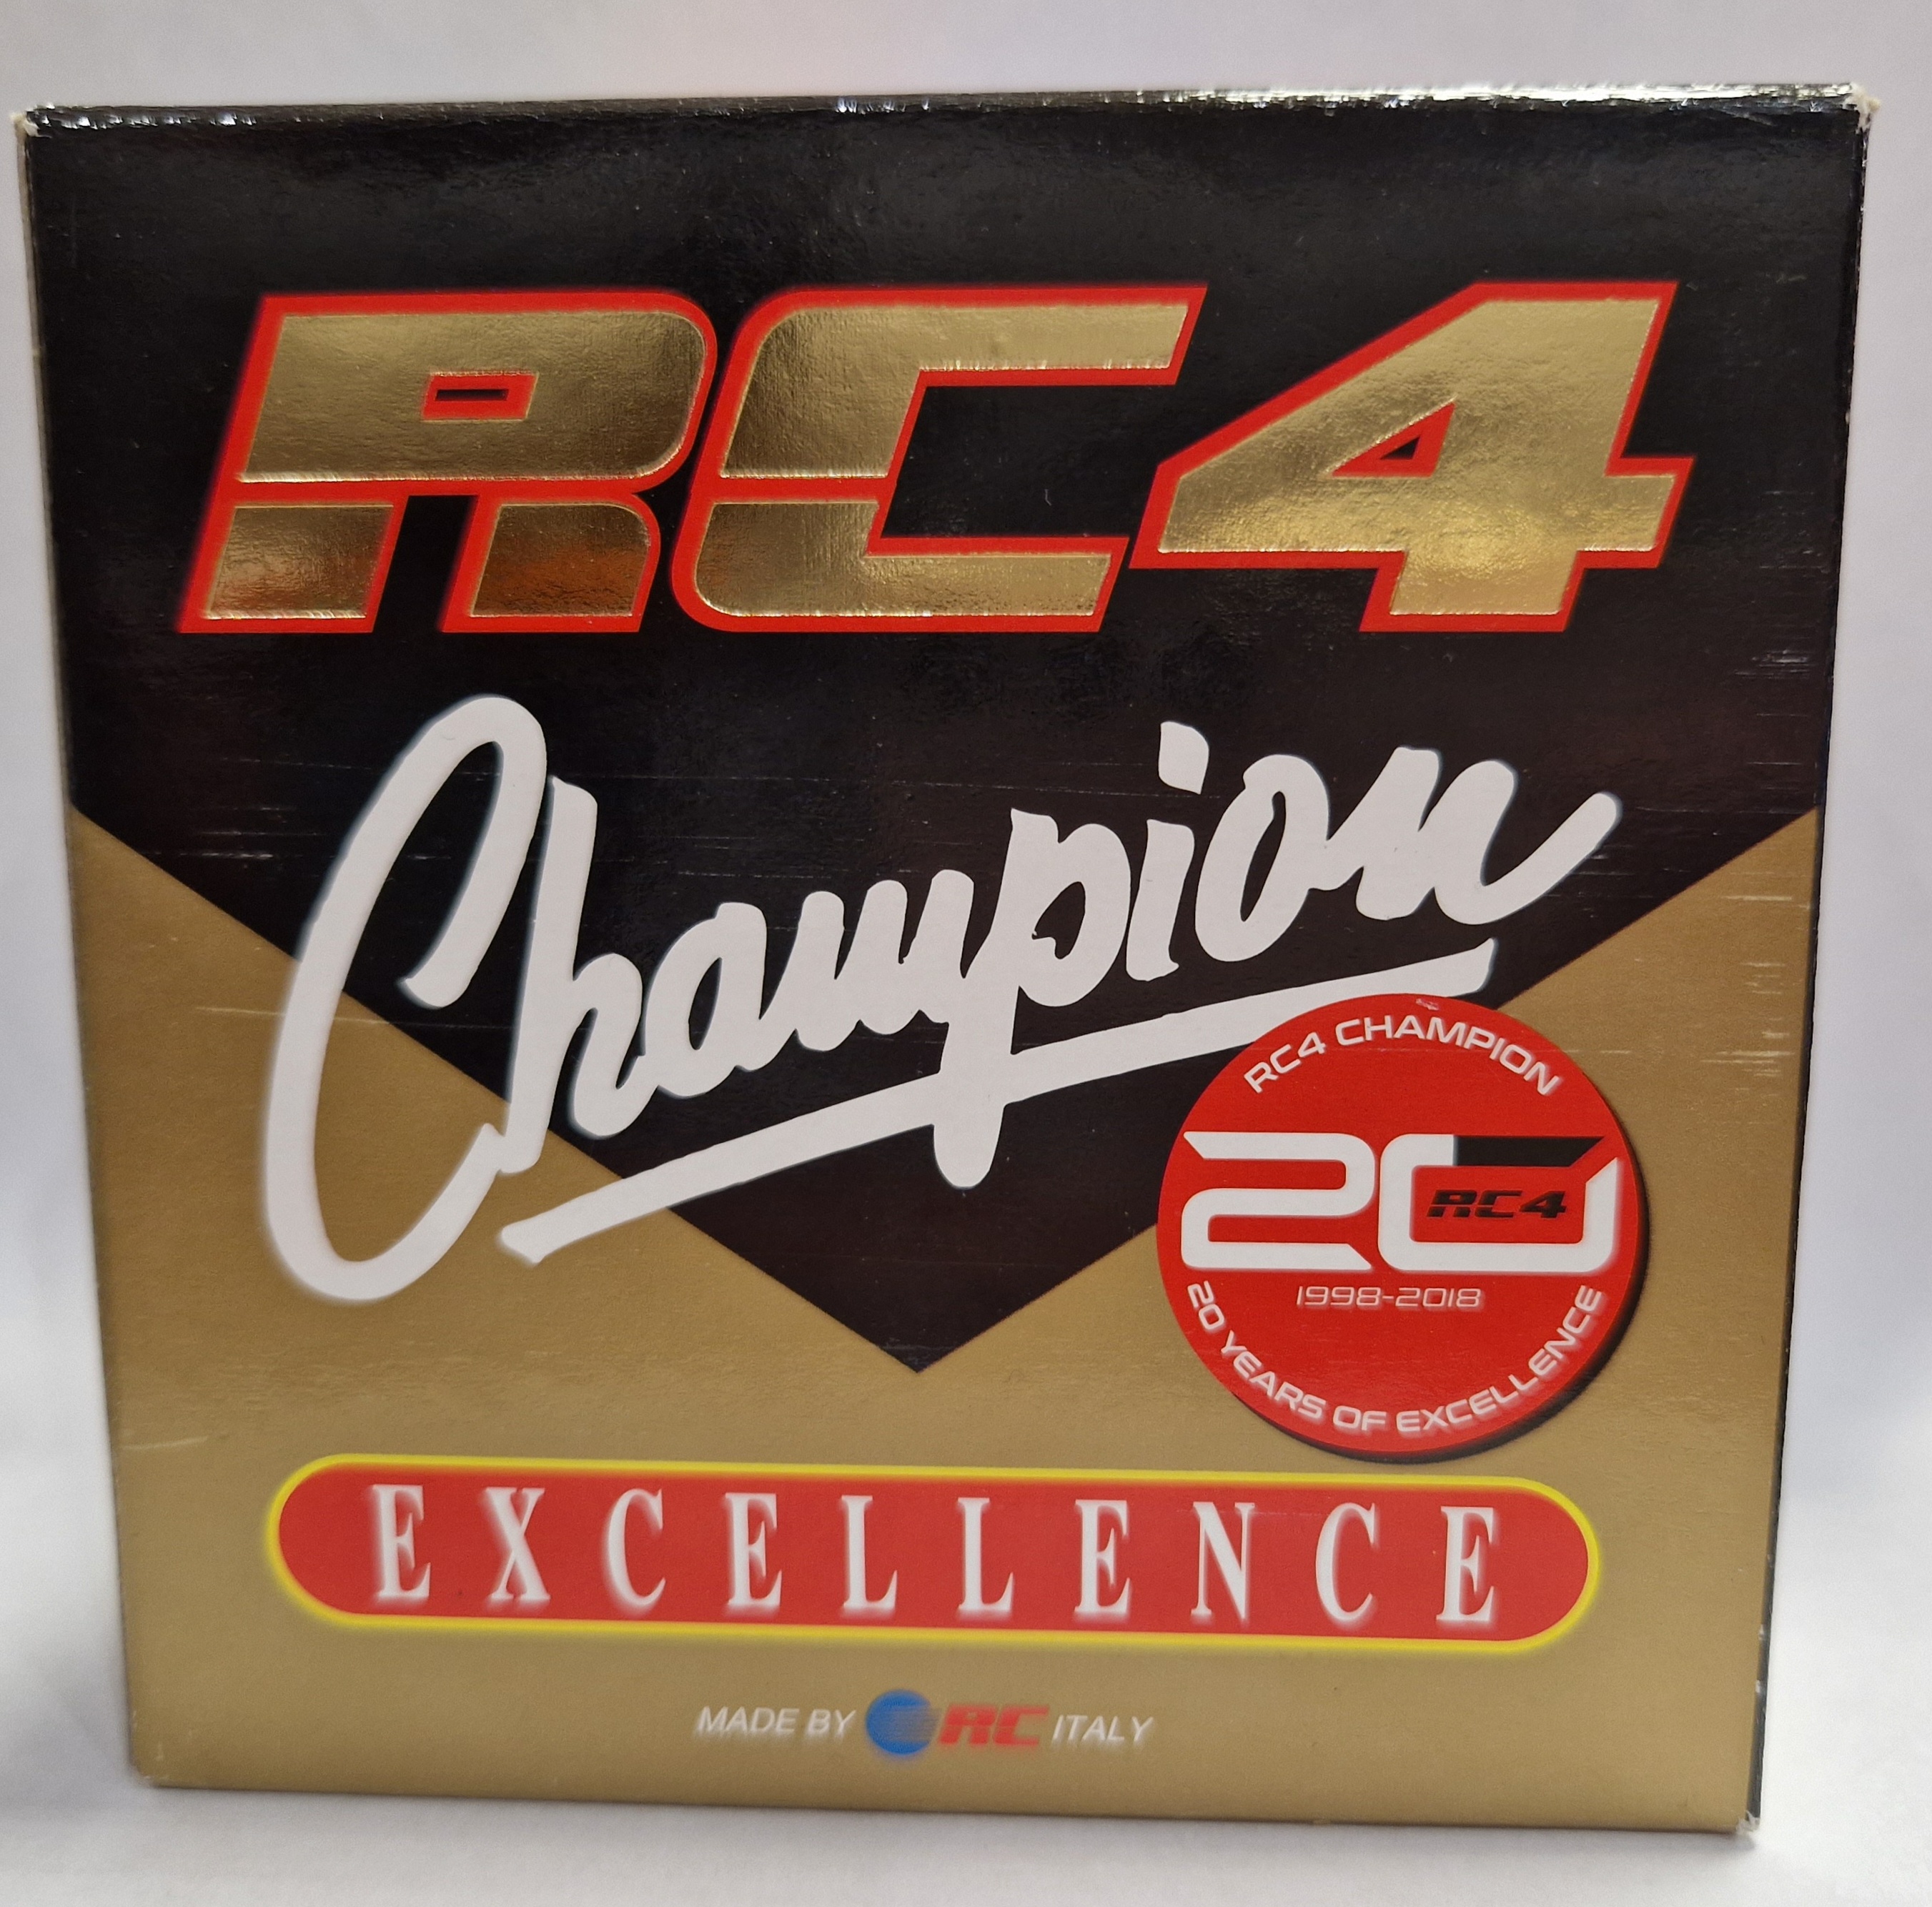 RC4
Champion
RC4 CHAMPION
20
RC4
1998-2018
20 YEARS OF EXCELLENCE
EXCELLENCE
MADE BY RC ITALY